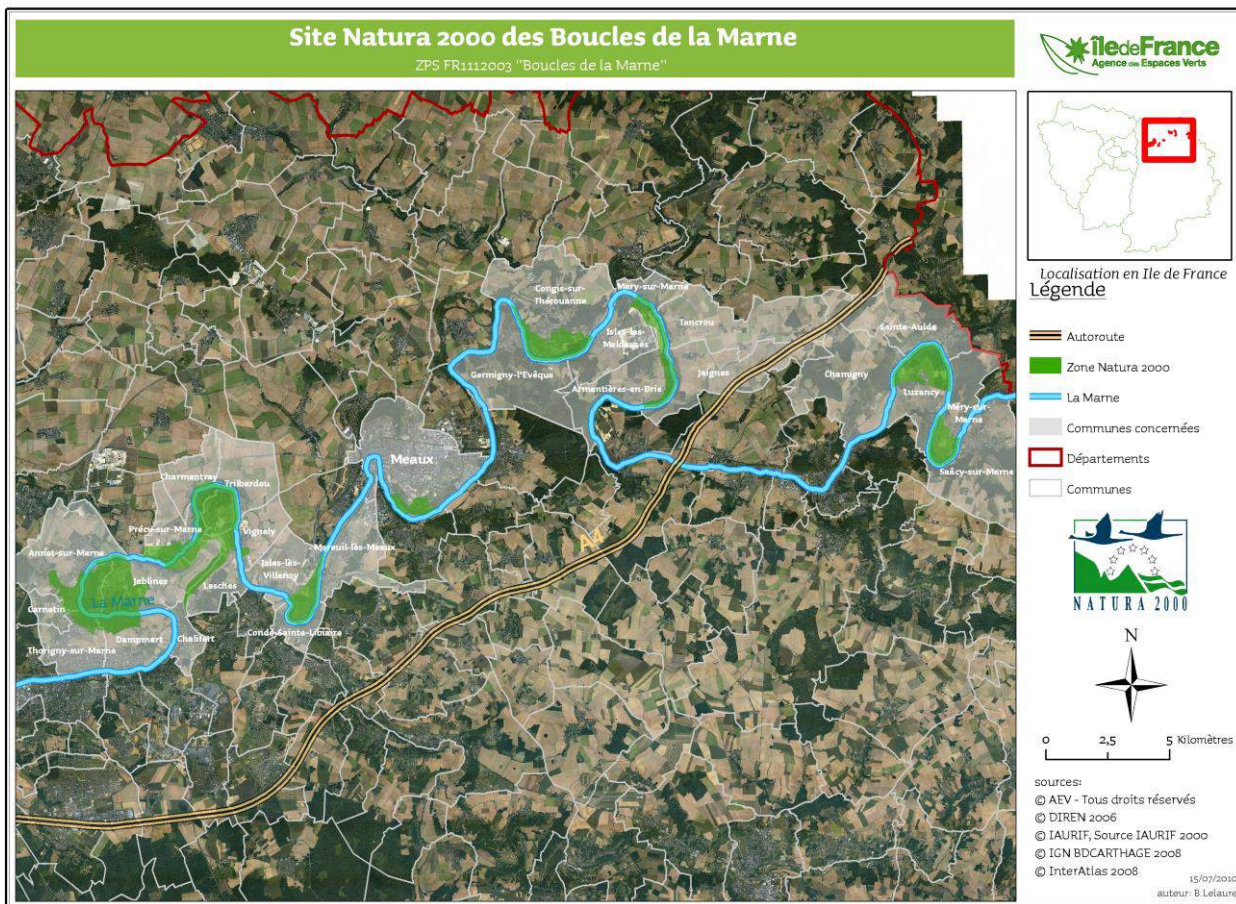 Site Natura 2000 des Boucles de la Marne
ZPS FR1112003 "Boucles de la Marne"
îledeFrance
Agence des Espaces Verts
Localisation en Ile de France
Légende
Autoroute
Zone Natura 2000
La Marne
Communes concernées
Départements
Communes
NATURA 2000
N
0 2,5 5 Kilomètres
sources:
© AEV - Tous droits réservés
© DIREN 2006
© IAURIF, Source IAURIF 2000
© IGN BDCARTHAGE 2008
© InterAtlas 2008
15/07/2010
auteur: B.Lelaure
Congis-sur-
Thérouanne
Mary-sur-Marne
Tancrou
Isles-les-
Meldeuses
Germigny-l'Evêque
Armentières-en-Brie
Jaignes
Sainte-Aulde
Chamigny
Luzancy
Méry-sur-
Marne
Saâcy-sur-Marne
Meaux
A4
Charmentray
Trilbardou
Précy-sur-Marne
Vignely
Isles-lès-
Villenoy
Mareuil-lès-Meaux
Annet-sur-Marne
Jablines
Lesches
La Marne
Carnetin
Dampmart
Chalifert
Condé-Sainte-Libiaire
Thorigny-sur-Marne